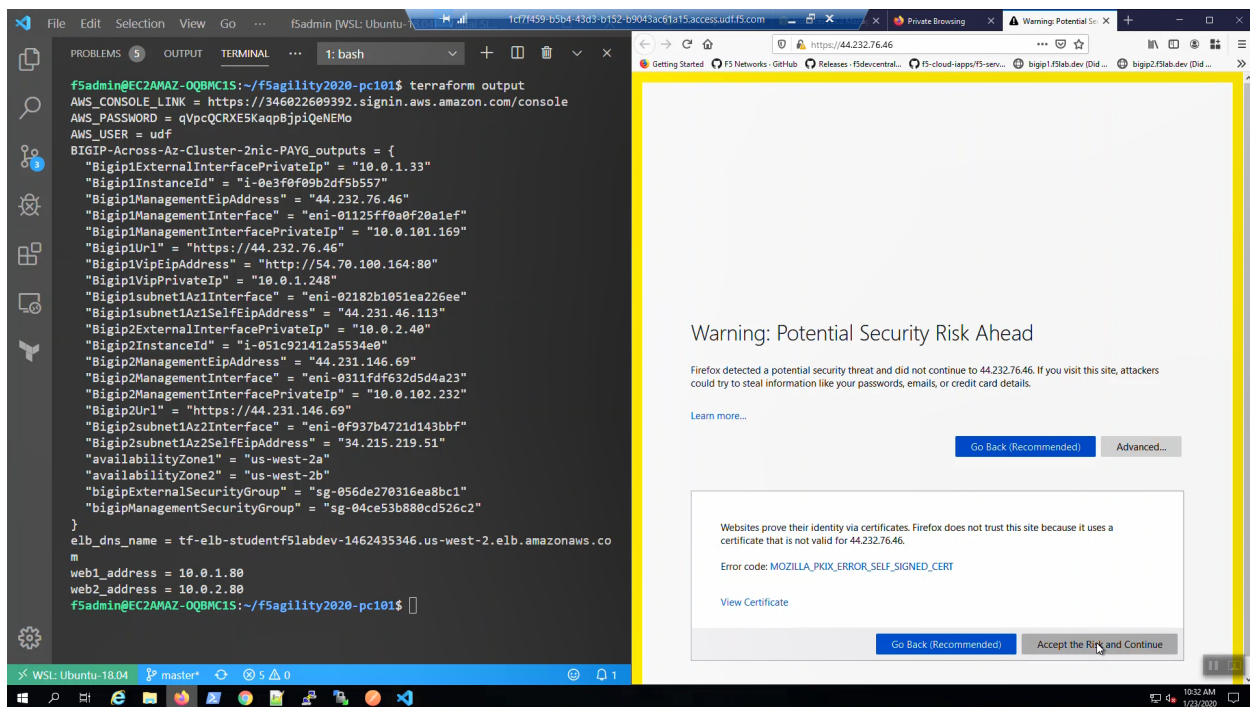 File Edit Selection View Go ··· f5admin [WSL: Ubuntu-1
1cf7f459-b5b4-43d3-b152-b9043ac61a15.access.udf.f5.com
Private Browsing
Warning: Potential Sec
PROBLEMS 5 OUTPUT TERMINAL ··· 1: bash
https://44.232.76.46
Getting Started F5 Networks · GitHub Releases · f5devcentral... f5-cloud-iapps/f5-serv... bigip1.f5lab.dev (Did ... bigip2.f5lab.dev (Did ...
f5admin@EC2AMAZ-OQBMC1S:~/f5agility2020-pc101$ terraform output
AWS_CONSOLE_LINK = https://346022609392.signin.aws.amazon.com/console
AWS_PASSWORD = qVpcQCRXE5KaqpBjpiQeNEMo
AWS_USER = udf
BIGIP-Across-Az-Cluster-2nic-PAYG_outputs = {
"Bigip1ExternalInterfacePrivateIp" = "10.0.1.33"
"Bigip1InstanceId" = "i-0e3f0f09b2df5b557"
"Bigip1ManagementEipAddress" = "44.232.76.46"
"Bigip1ManagementInterface" = "eni-01125ff0a0f20a1ef"
"Bigip1ManagementPrivateIp" = "10.0.101.169"
"Bigip1Url" = "https://44.232.76.46"
"Bigip1VipEipAddress" = "http://54.70.100.164:80"
"Bigip1VipPrivateIp" = "10.0.1.248"
"Bigip1subnet1Az1Interface" = "eni-02182b1051ea226ee"
"Bigip1subnet1Az1SelfEipAddress" = "44.231.46.113"
"Bigip2ExternalInterfacePrivateIp" = "10.0.2.40"
"Bigip2InstanceId" = "i-051c921412a5534e0"
"Bigip2ManagementEipAddress" = "44.231.146.69"
"Bigip2ManagementInterface" = "eni-0311fdf632d5d4a23"
"Bigip2ManagementInterfacePrivateIp" = "10.0.102.232"
"Bigip2Url" = "https://44.231.146.69"
"Bigip2subnet1Az2Interface" = "eni-0f937b4721d143bbf"
"Bigip2subnet1Az2SelfEipAddress" = "34.215.219.51"
"availabilityZone1" = "us-west-2a"
"availabilityZone2" = "us-west-2b"
"bigipExternalSecurityGroup" = "sg-056de270316ea8bc1"
"bigipManagementSecurityGroup" = "sg-04ce53b880cd526c2"
}
elb_dns_name = tf-elb-studentf5labdev-1462435346.us-west-2.elb.amazonaws.co
m
web1_address = 10.0.1.80
web2_address = 10.0.2.80
f5admin@EC2AMAZ-OQBMC1S:~/f5agility2020-pc101$
Warning: Potential Security Risk Ahead
Firefox detected a potential security threat and did not continue to 44.232.76.46. If you visit this site, attackers
could try to steal information like your passwords, emails, or credit card details.
Learn more...
Go Back (Recommended) Advanced...
Websites prove their identity via certificates. Firefox does not trust this site because it uses a
certificate that is not valid for 44.232.76.46.
Error code: MOZILLA_PKIX_ERROR_SELF_SIGNED_CERT
View Certificate
Go Back (Recommended) Accept the Risk and Continue
3
WSL: Ubuntu-18.04 master* 5 0 1
10:32 AM
1/23/2020